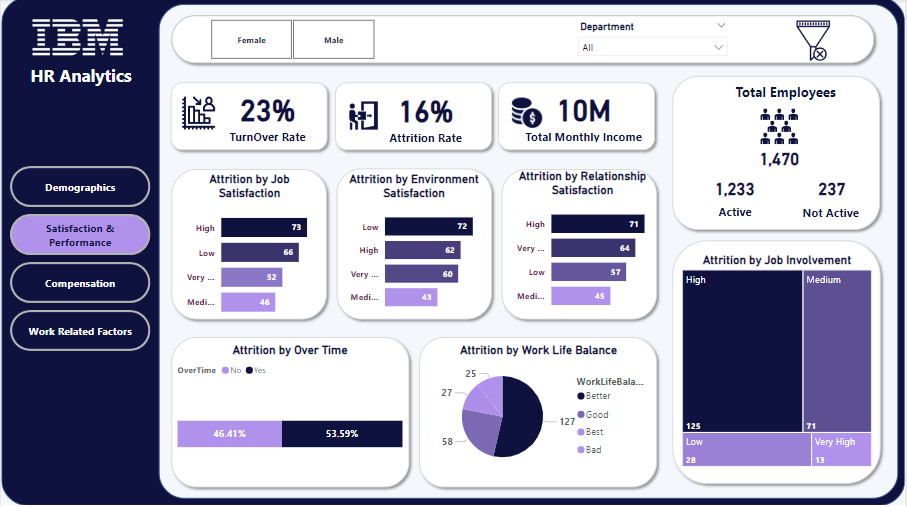 IBM
HR Analytics
Demographics
Satisfaction &
Performance
Compensation
Work Related Factors
Female
Male
Department
All
23%
TurnOver Rate
16%
Attrition Rate
10M
Total Monthly Income
Total Employees
1,470
1,233
Active
237
Not Active
Attrition by Job
Satisfaction
High
73
Low
66
Very ...
52
Medi...
46
Attrition by Environment
Satisfaction
Low
72
High
62
Very ...
60
Medi...
43
Attrition by Relationship
Satisfaction
High
71
Very ...
64
Low
57
Medi...
45
Attrition by Job Involvement
High
125
Medium
71
Low
28
Very High
13
Attrition by Over Time
OverTime No Yes
46.41%
53.59%
Attrition by Work Life Balance
25
27
58
127
WorkLifeBala...
Better
Good
Best
Bad